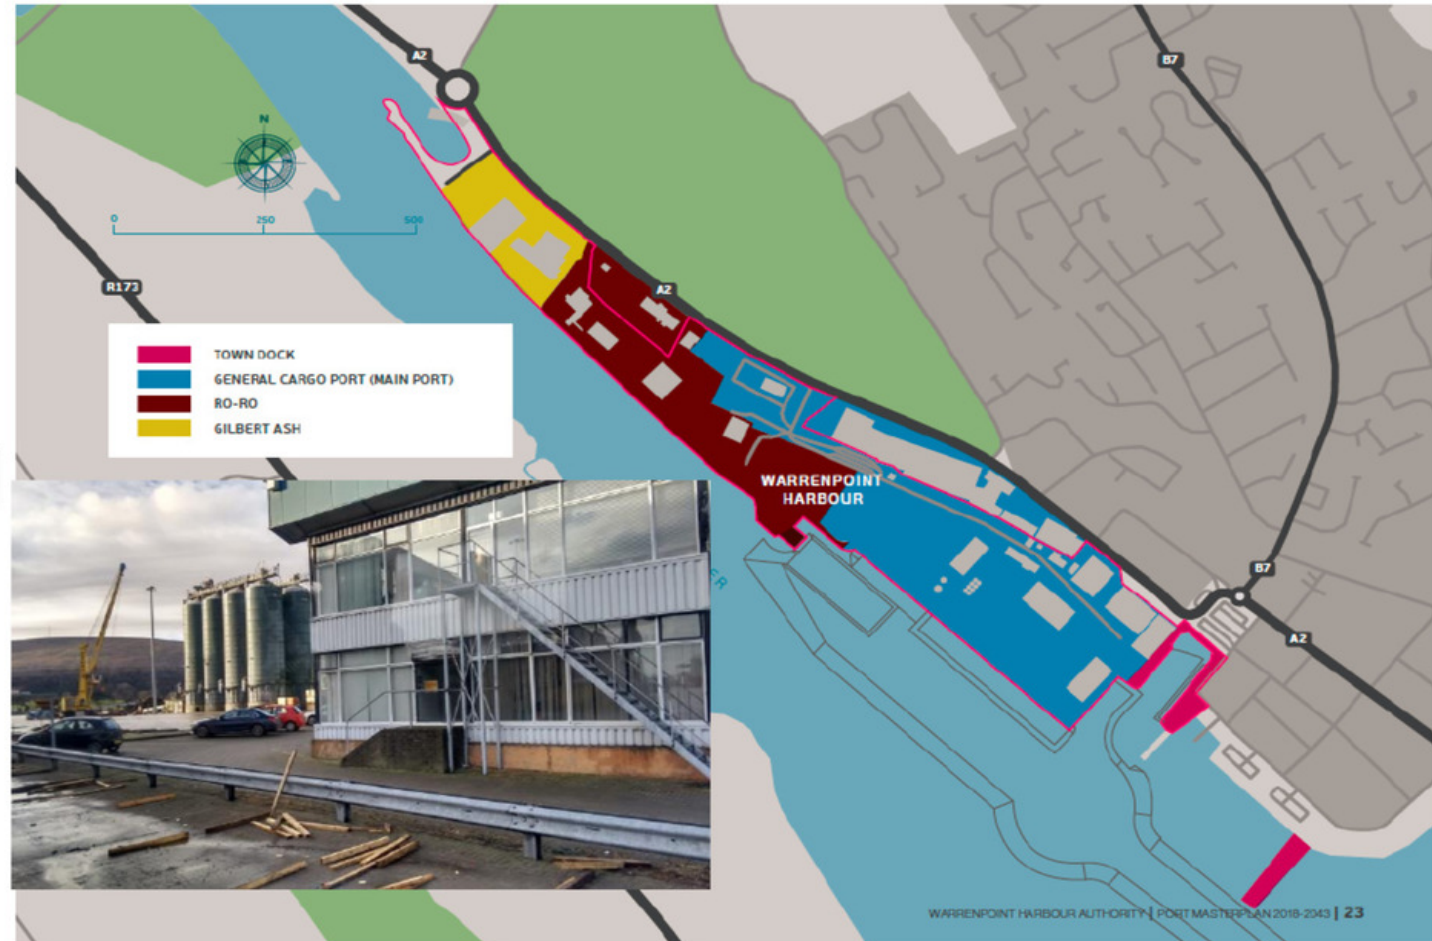 A2
B7
N
0 250 500
R173
A2
TOWN DOCK
GENERAL CARGO PORT (MAIN PORT)
RO-RO
GILBERT ASH
WARRENPOINT
HARBOUR
B7
A2
WARRENPOINT HARBOUR AUTHORITY | PORT MASTERPLAN 2018-2043 | 23